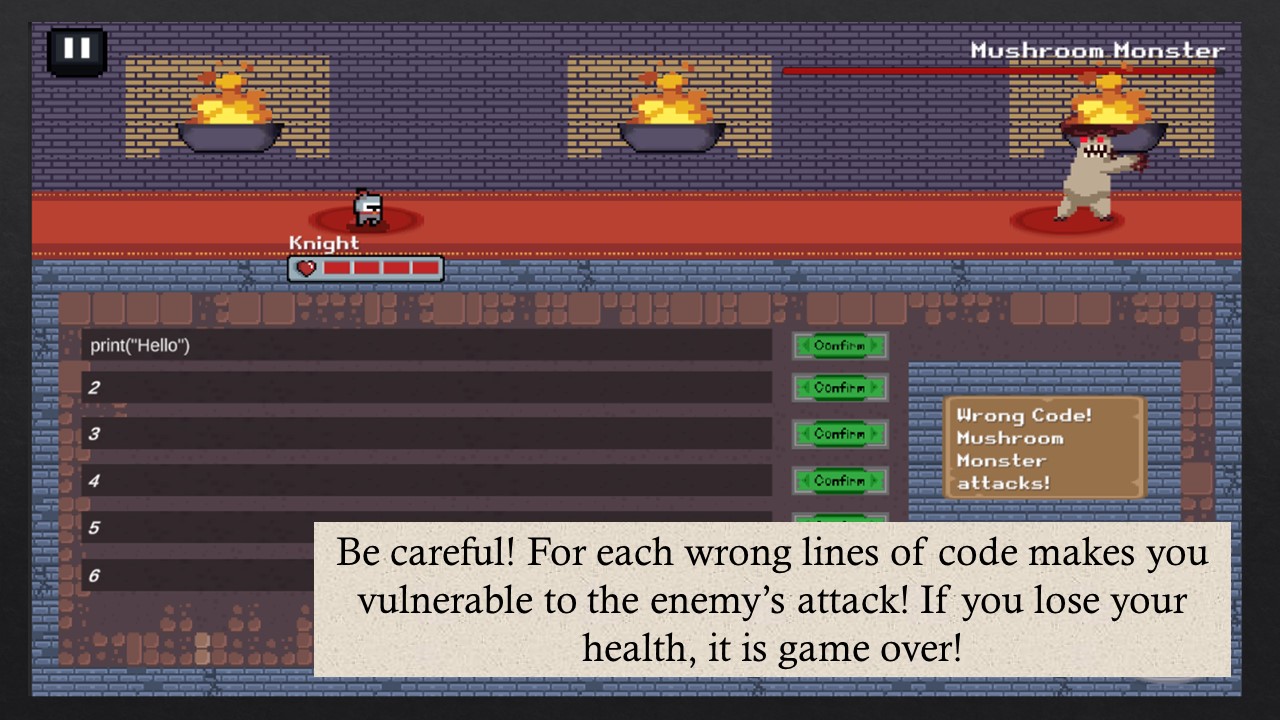 Mushroom Monster
Knight
print("Hello")
Confirm
2
Confirm
3
Confirm
4
Confirm
5
6
Wrong Code!
Mushroom
Monster
attacks!
Be careful! For each wrong lines of code makes you
vulnerable to the enemy’s attack! If you lose your
health, it is game over!